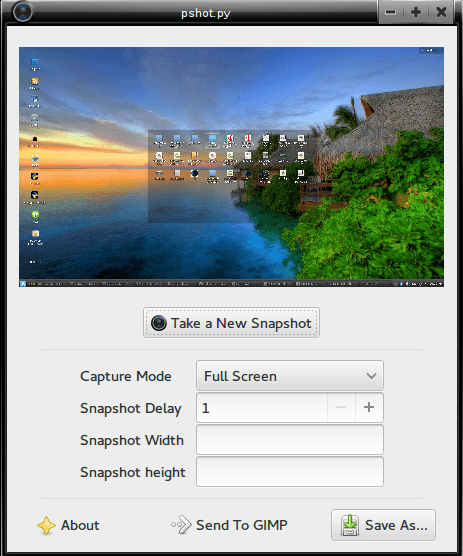 pshot.py
Take a New Snapshot
Capture Mode
Full Screen
Snapshot Delay
1
Snapshot Width
Snapshot height
About
Send To GIMP
Save As...